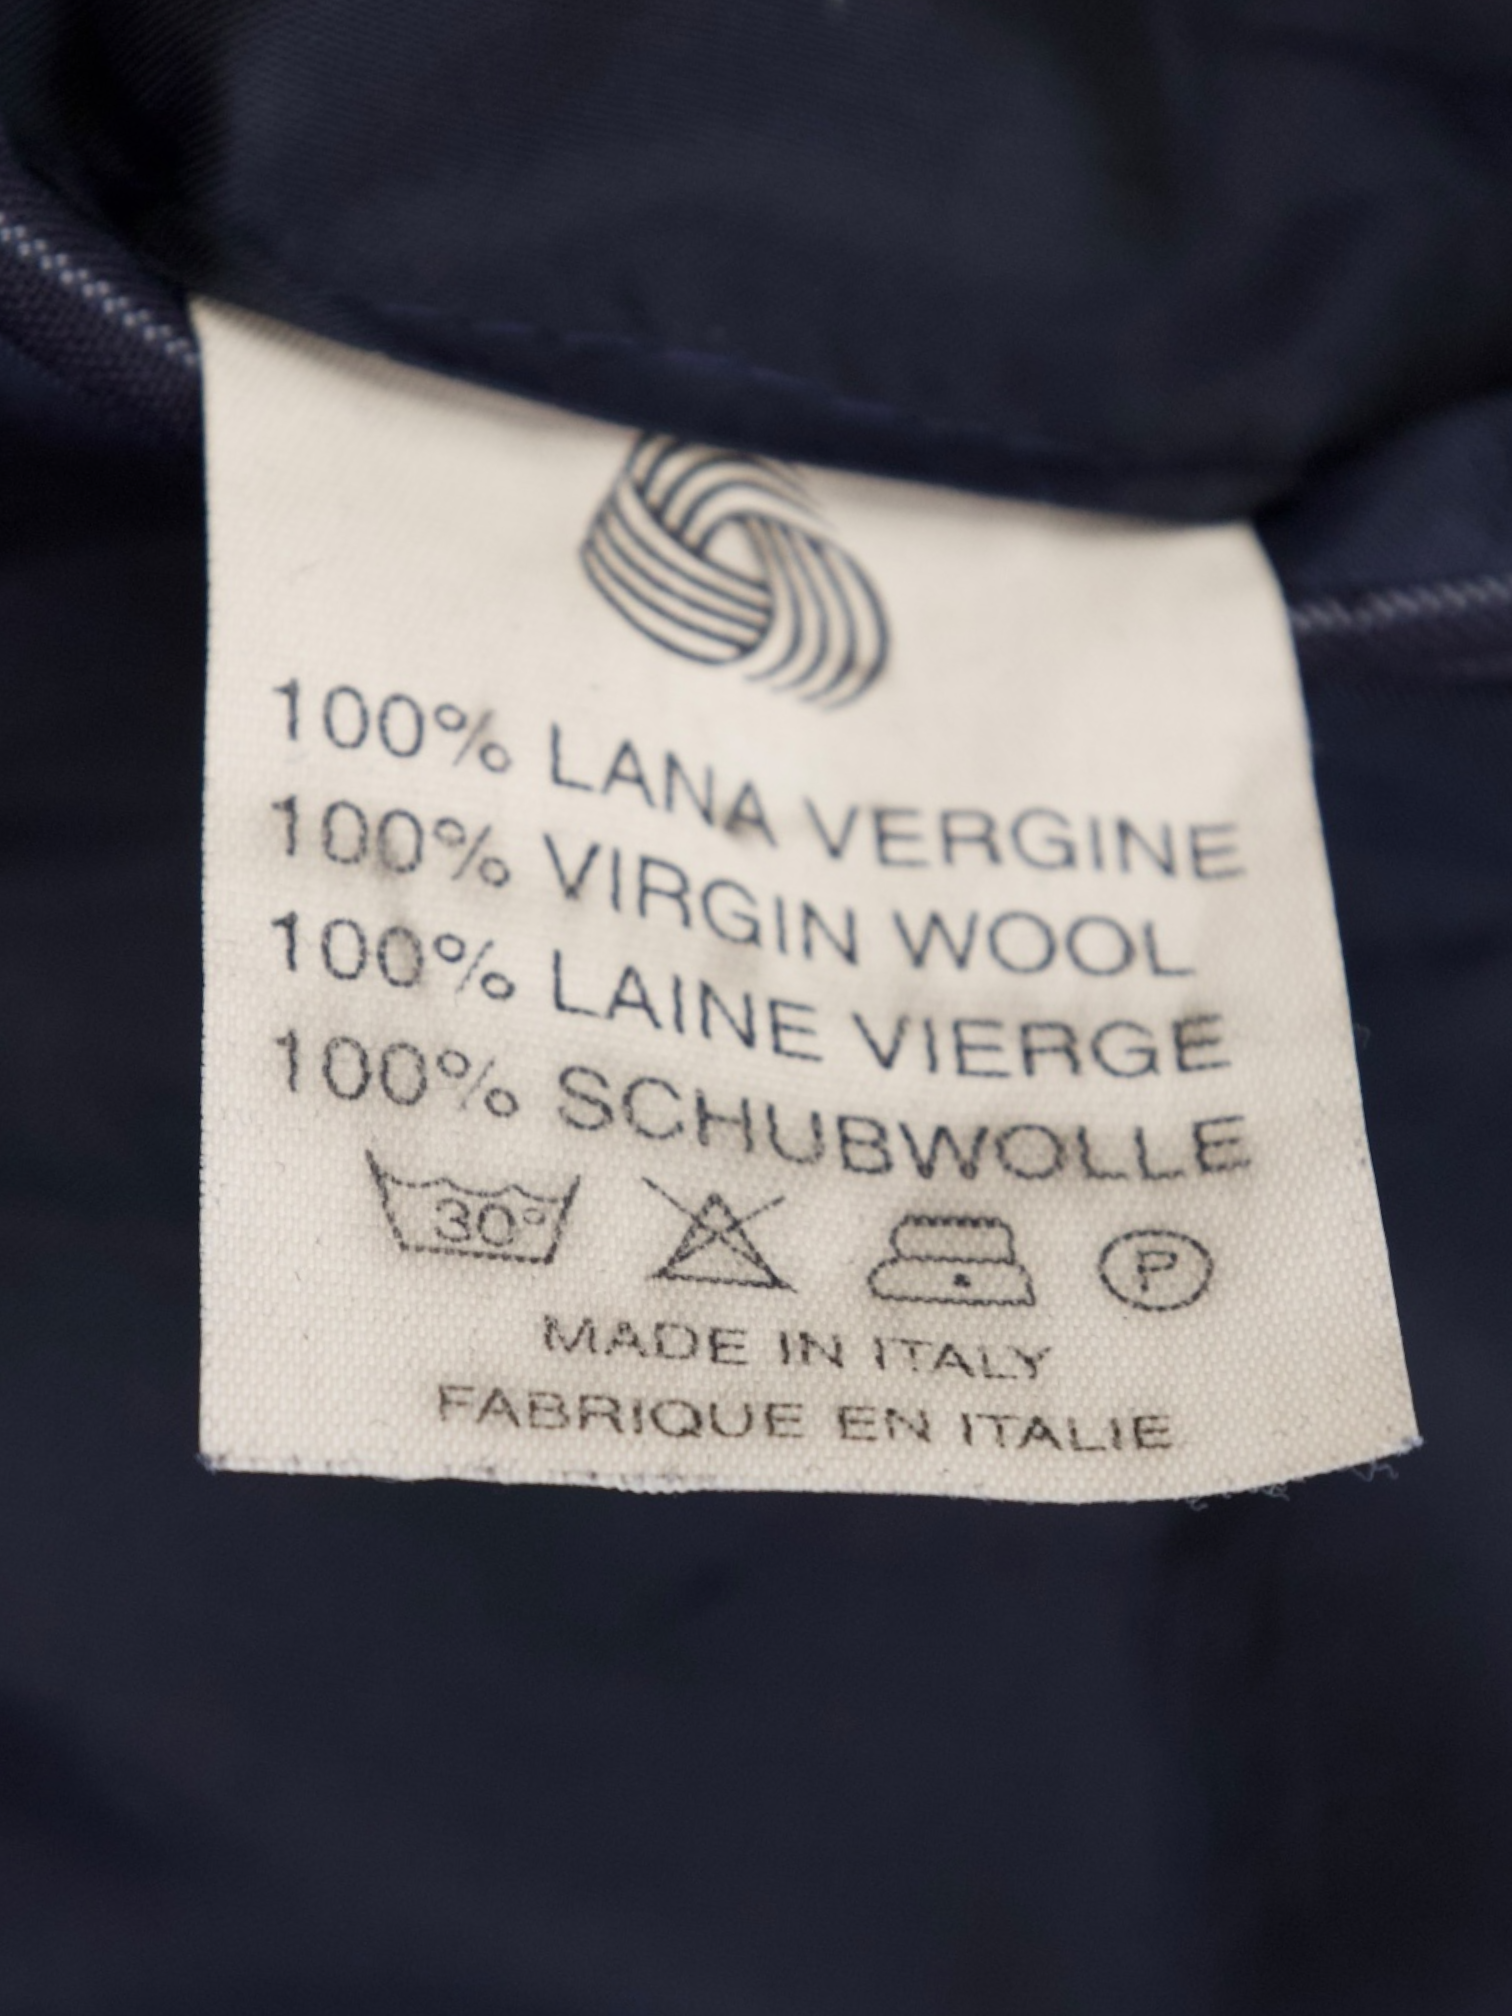 100% LANA VERGINE
100% VIRGIN WOOL
100% LAINE VIERGE
100% SCHUBWOLLE
30° P
MADE IN ITALY
FABRIQUE EN ITALIE